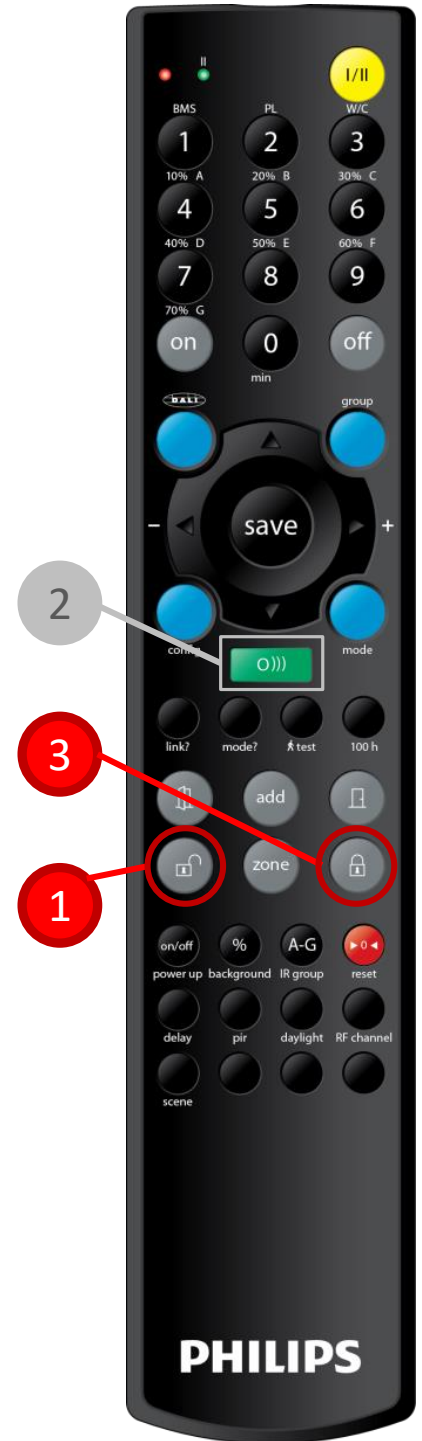 II
I/II
BMS PL W/C
1 2 3
10% A 20% B 30% C
4 5 6
40% D 50% E 60% F
7 8 9
70% G
on 0 off
min
DALI group
- save +
2
config mode
O)))
link? mode? test 100 h
3
add
zone
1
on/off % A-G ►0◄
power up background IR group reset
delay pir daylight RF channel
scene
PHILIPS